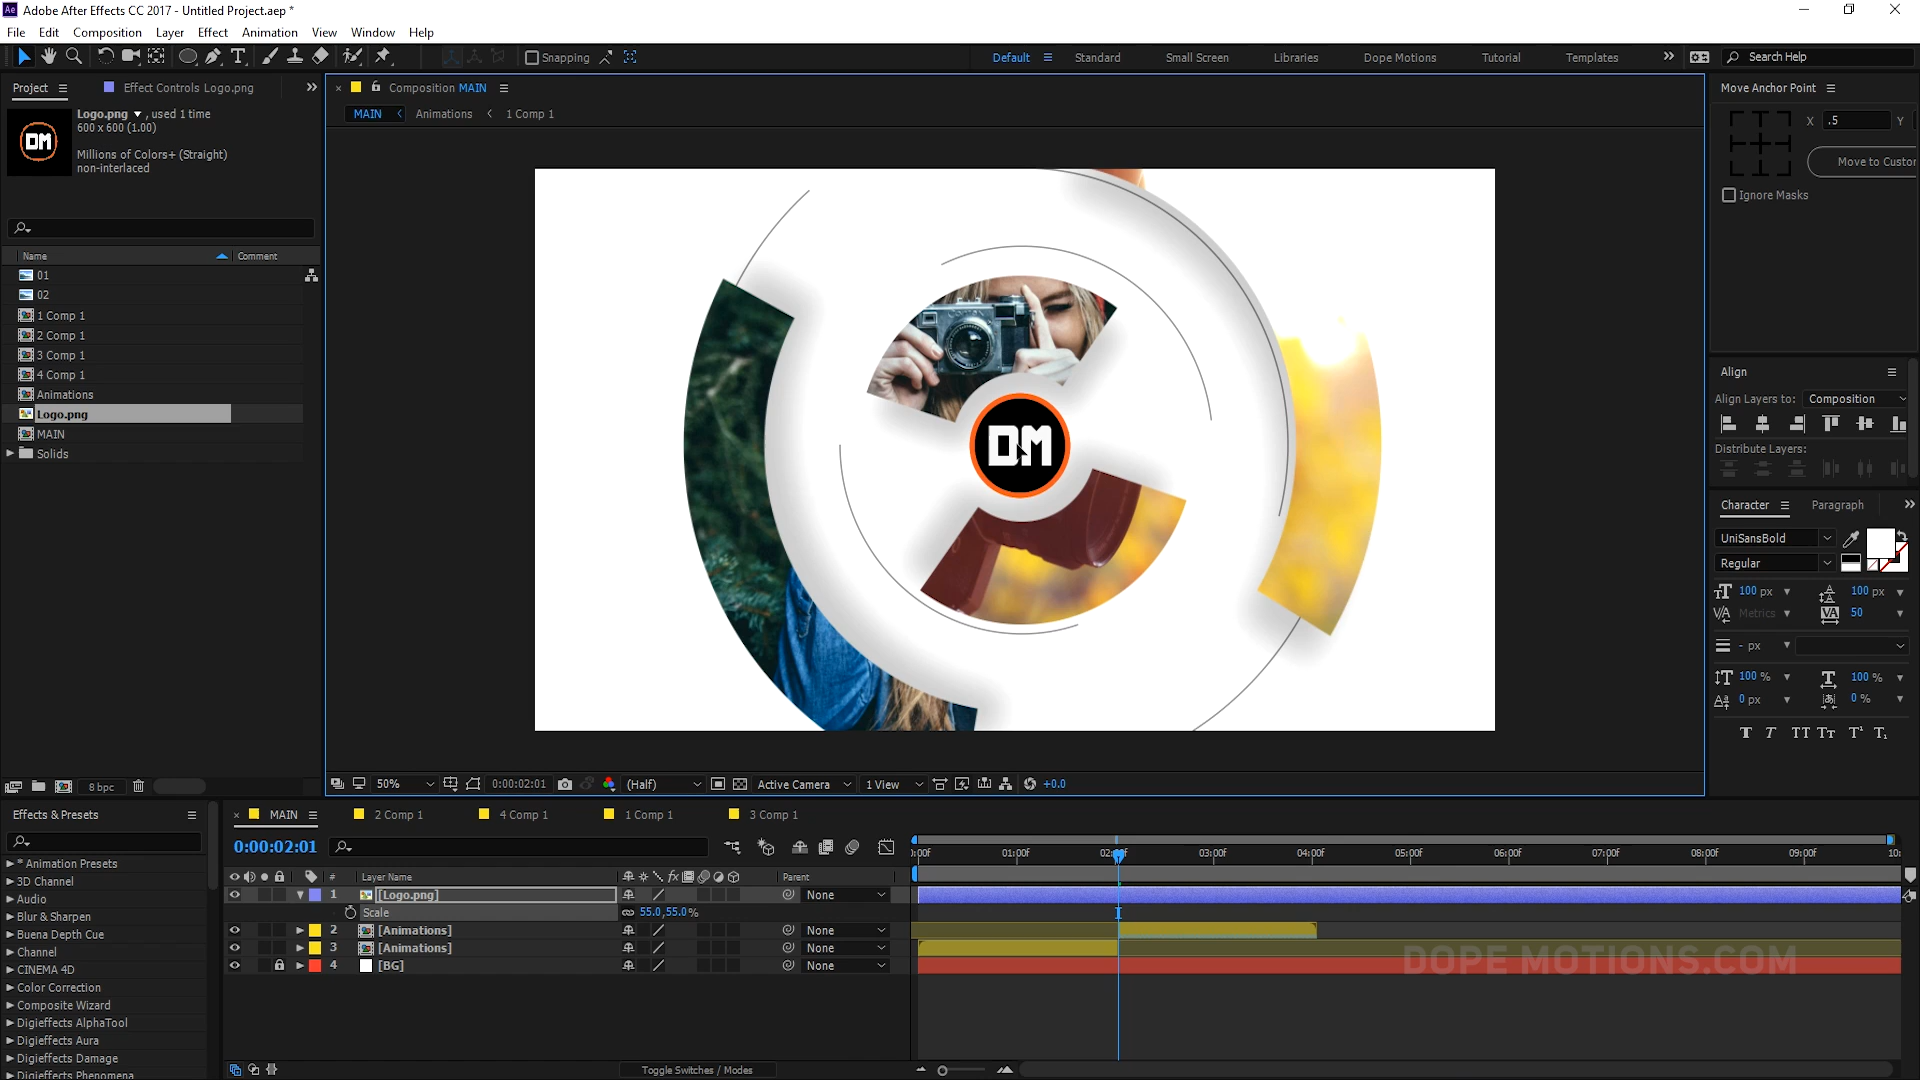 Adobe After Effects CC 2017 - Untitled Project.aep *
File Edit Composition Layer Effect Animation View Window Help
Snapping Default Standard Small Screen Libraries Dope Motions Tutorial Templates Search Help
Project Effect Controls Logo.png
Composition MAIN
Move Anchor Point
MAIN Animations 1 Comp 1
Logo.png , used 1 time
600 x 600 (1.00)
Millions of Colors+ (Straight)
non-interlaced
DM
X .5 Y
Move to Custor
Ignore Masks
Name Comment
01
02
1 Comp 1
2 Comp 1
3 Comp 1
4 Comp 1
Animations
Logo.png
MAIN
Solids
DM
Align
Align Layers to: Composition
Distribute Layers:
Character Paragraph
UniSansBold
Regular
100 px 100 px
Metrics 50
- px
100 % 100 %
0 px 0 %
8 bpc
50% 0:00:02:01 (Half) Active Camera 1 View +0.0
Effects & Presets
* Animation Presets
3D Channel
Audio
Blur & Sharpen
Buena Depth Cue
Channel
CINEMA 4D
Color Correction
Composite Wizard
Digieffects AlphaTool
Digieffects Aura
Digieffects Damage
Digieffects Phenomena
MAIN 2 Comp 1 4 Comp 1 1 Comp 1 3 Comp 1
0:00:02:01
# Layer Name Parent
1 [Logo.png] None
Scale 55.0,55.0%
2 [Animations] None
3 [Animations] None
4 [BG] None
01:00f 03:00f 04:00f 05:00f 06:00f 07:00f 08:00f 09:00f
DOPE MOTIONS.COM
Toggle Switches / Modes